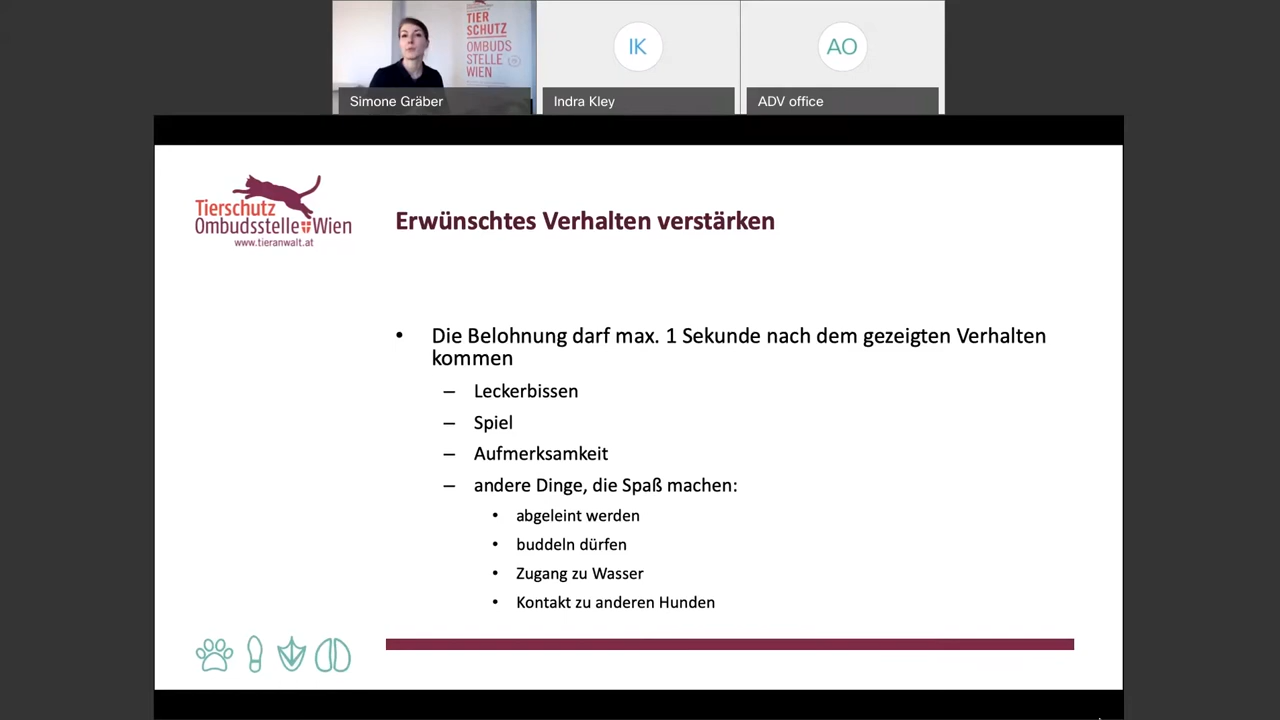 TIER
SCHUTZ
OMBUDS
STELLE
WIEN
IK
AO
Simone Gräber
Indra Kley
ADV office
Tierschutz
Ombudsstelle Wien
www.tieranwalt.at
Erwünschtes Verhalten verstärken
• Die Belohnung darf max. 1 Sekunde nach dem gezeigten Verhalten
kommen
– Leckerbissen
– Spiel
– Aufmerksamkeit
– andere Dinge, die Spaß machen:
• abgeleint werden
• buddeln dürfen
• Zugang zu Wasser
• Kontakt zu anderen Hunden